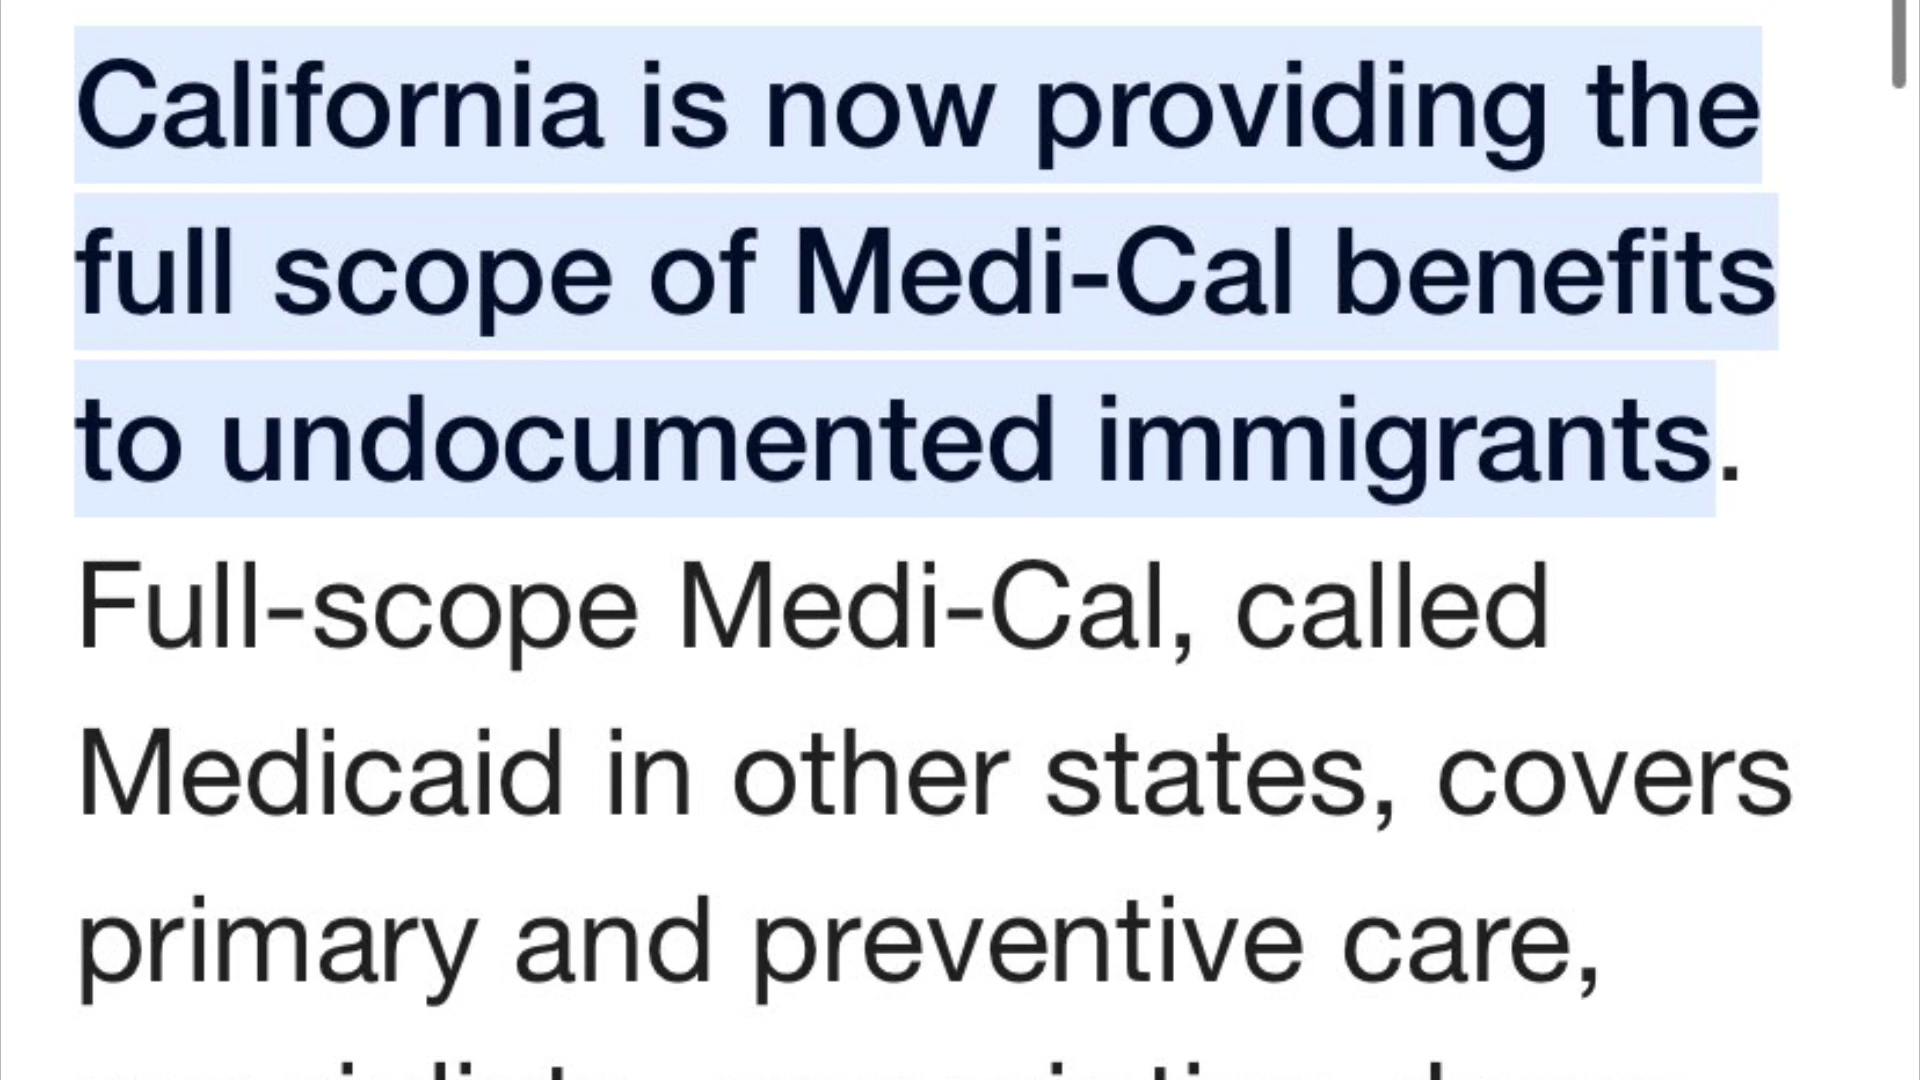 California is now providing the
full scope of Medi-Cal benefits
to undocumented immigrants.
Full-scope Medi-Cal, called
Medicaid in other states, covers
primary and preventive care,